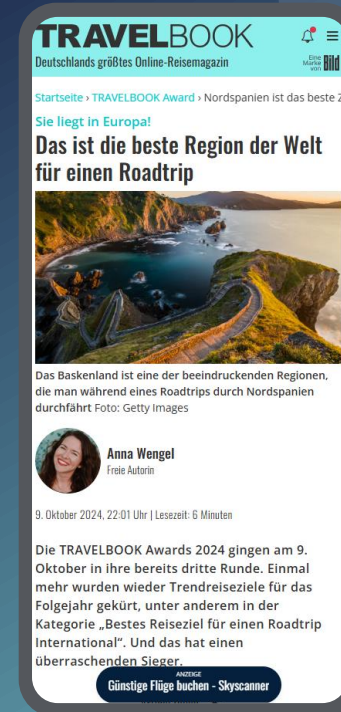 TRAVELBOOK
Deutschlands größtes Online-Reisemagazin
Eine
Marke
von Bild
Startseite › TRAVELBOOK Award › Nordspanien ist das beste Z
Sie liegt in Europa!
Das ist die beste Region der Welt
für einen Roadtrip
Das Baskenland ist eine der beeindruckenden Regionen,
die man während eines Roadtrips durch Nordspanien
durchfährt Foto: Getty Images
Anna Wengel
Freie Autorin
9. Oktober 2024, 22:01 Uhr | Lesezeit: 6 Minuten
Die TRAVELBOOK Awards 2024 gingen am 9.
Oktober in ihre bereits dritte Runde. Einmal
mehr wurden wieder Trendreiseziele für das
Folgejahr gekürt, unter anderem in der
Kategorie „Bestes Reiseziel für einen Roadtrip
International“. Und das hat einen
überraschenden Sieger.
ANZEIGE
Günstige Flüge buchen - Skyscanner